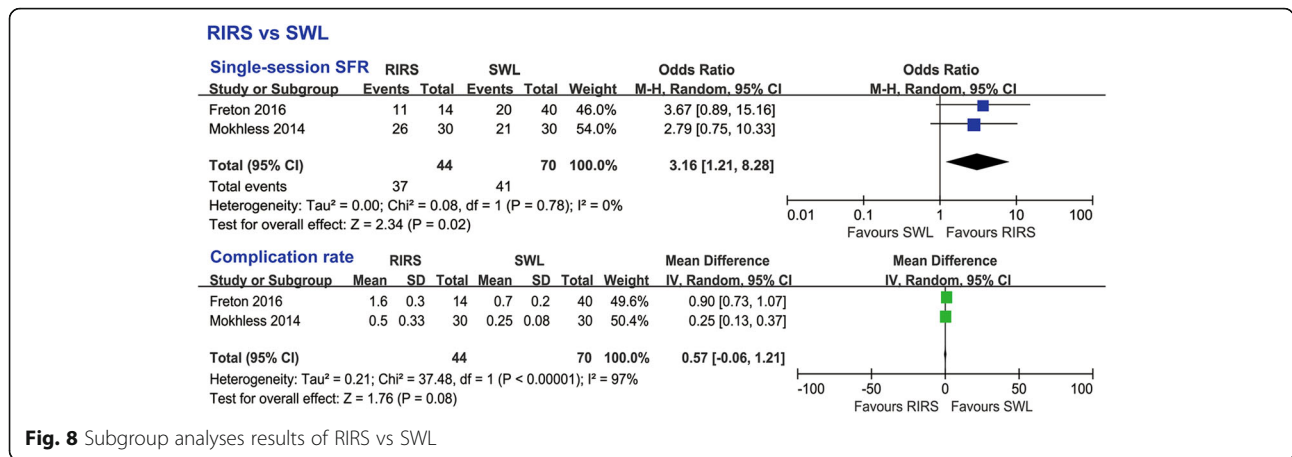 RIRS vs SWL
Single-session SFR RIRS SWL Odds Ratio Odds Ratio
Study or Subgroup Events Total Events Total Weight M-H, Random, 95% CI M-H, Random, 95% CI
Freton 2016 11 14 20 40 46.0% 3.67 [0.89, 15.16]
Mokhless 2014 26 30 21 30 54.0% 2.79 [0.75, 10.33]
Total (95% CI) 44 70 100.0% 3.16 [1.21, 8.28]
Total events 37 41
Heterogeneity: Tau² = 0.00; Chi² = 0.08, df = 1 (P = 0.78); I² = 0%
Test for overall effect: Z = 2.34 (P = 0.02)
0.01 0.1 1 10 100
Favours SWL Favours RIRS
Complication rate RIRS SWL Mean Difference Mean Difference
Study or Subgroup Mean SD Total Mean SD Total Weight IV, Random, 95% CI IV, Random, 95% CI
Freton 2016 1.6 0.3 14 0.7 0.2 40 49.6% 0.90 [0.73, 1.07]
Mokhless 2014 0.5 0.33 30 0.25 0.08 30 50.4% 0.25 [0.13, 0.37]
Total (95% CI) 44 70 100.0% 0.57 [-0.06, 1.21]
Heterogeneity: Tau² = 0.21; Chi² = 37.48, df = 1 (P < 0.00001); I² = 97%
Test for overall effect: Z = 1.76 (P = 0.08)
-100 -50 0 50 100
Favours RIRS Favours SWL
Fig. 8 Subgroup analyses results of RIRS vs SWL